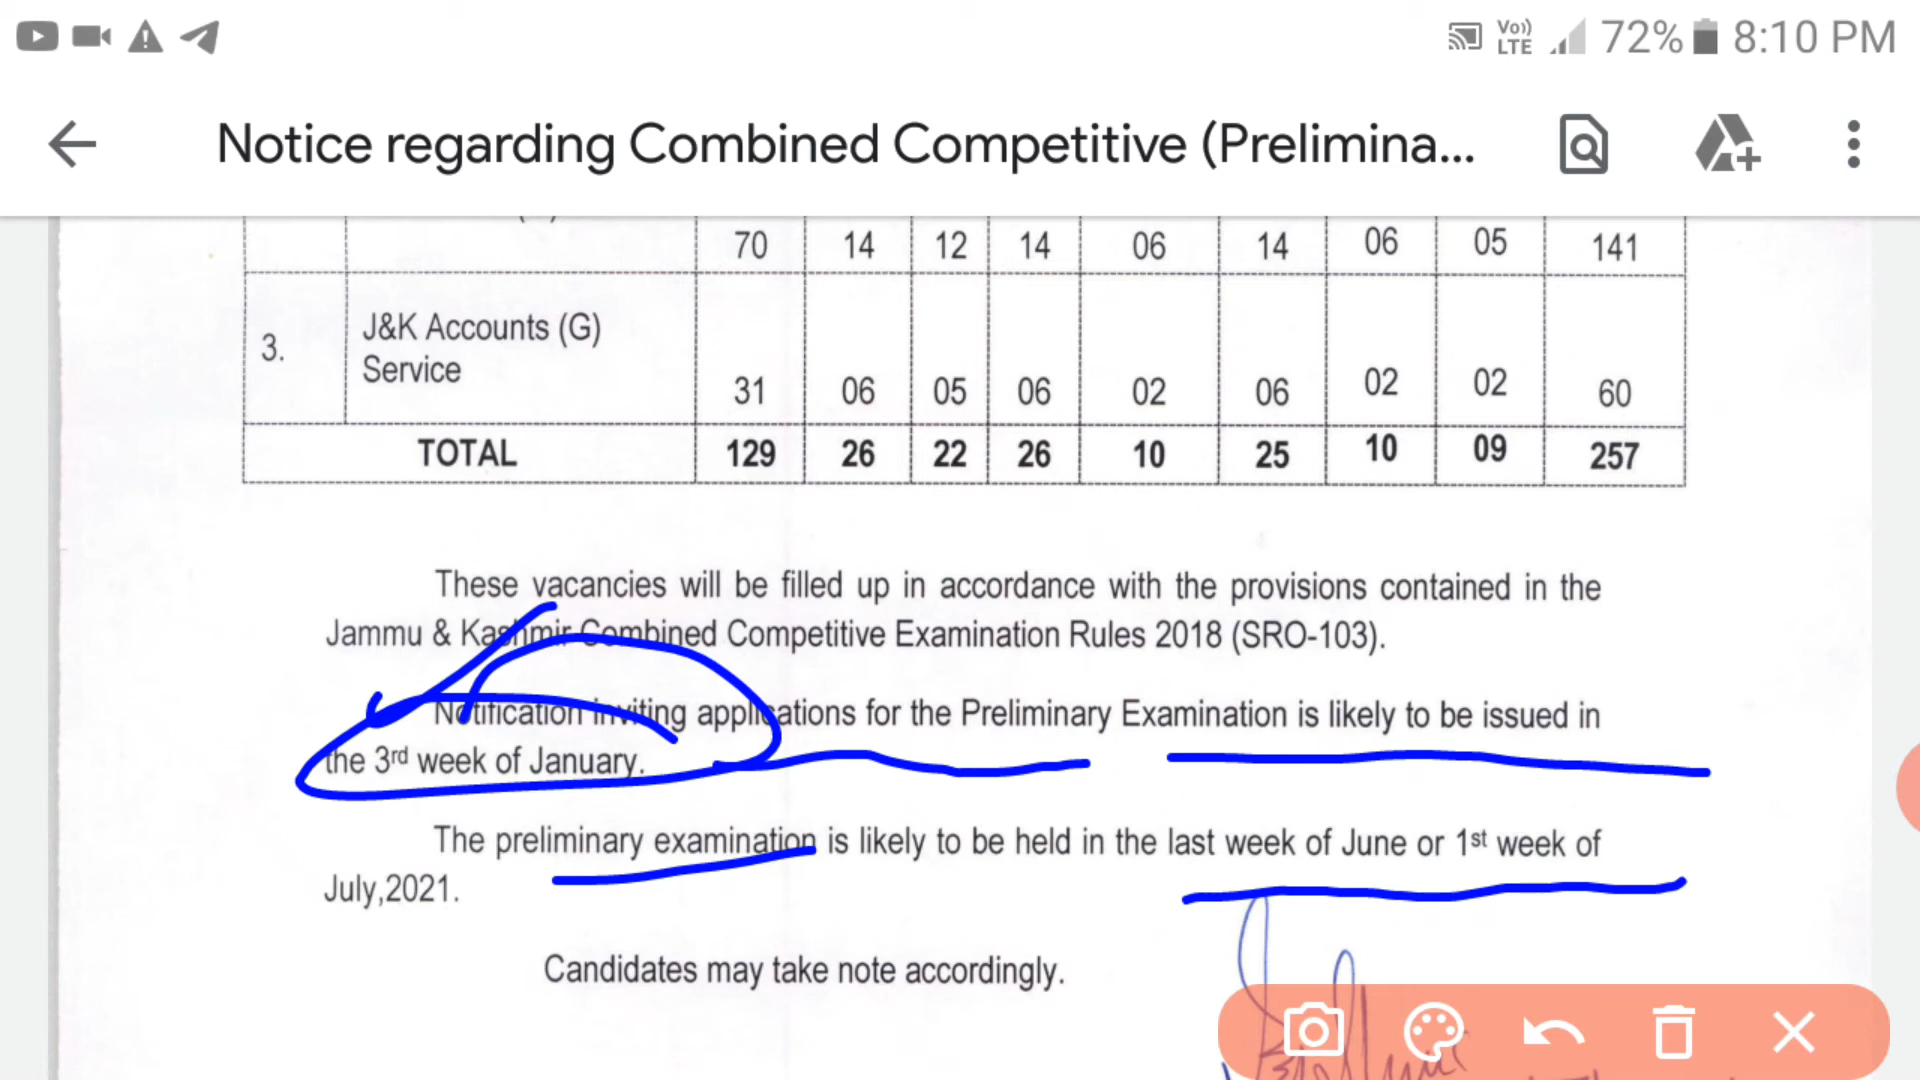 Vo)) LTE 72% 8:10 PM
Notice regarding Combined Competitive (Prelimina...
70 14 12 14 06 14 06 05 141
3. J&K Accounts (G)
Service
31 06 05 06 02 06 02 02 60
TOTAL 129 26 22 26 10 25 10 09 257
These vacancies will be filled up in accordance with the provisions contained in the
Jammu & Kashmir Combined Competitive Examination Rules 2018 (SRO-103).
Notification inviting applications for the Preliminary Examination is likely to be issued in
the 3rd week of January.
The preliminary examination is likely to be held in the last week of June or 1st week of
July,2021.
Candidates may take note accordingly.